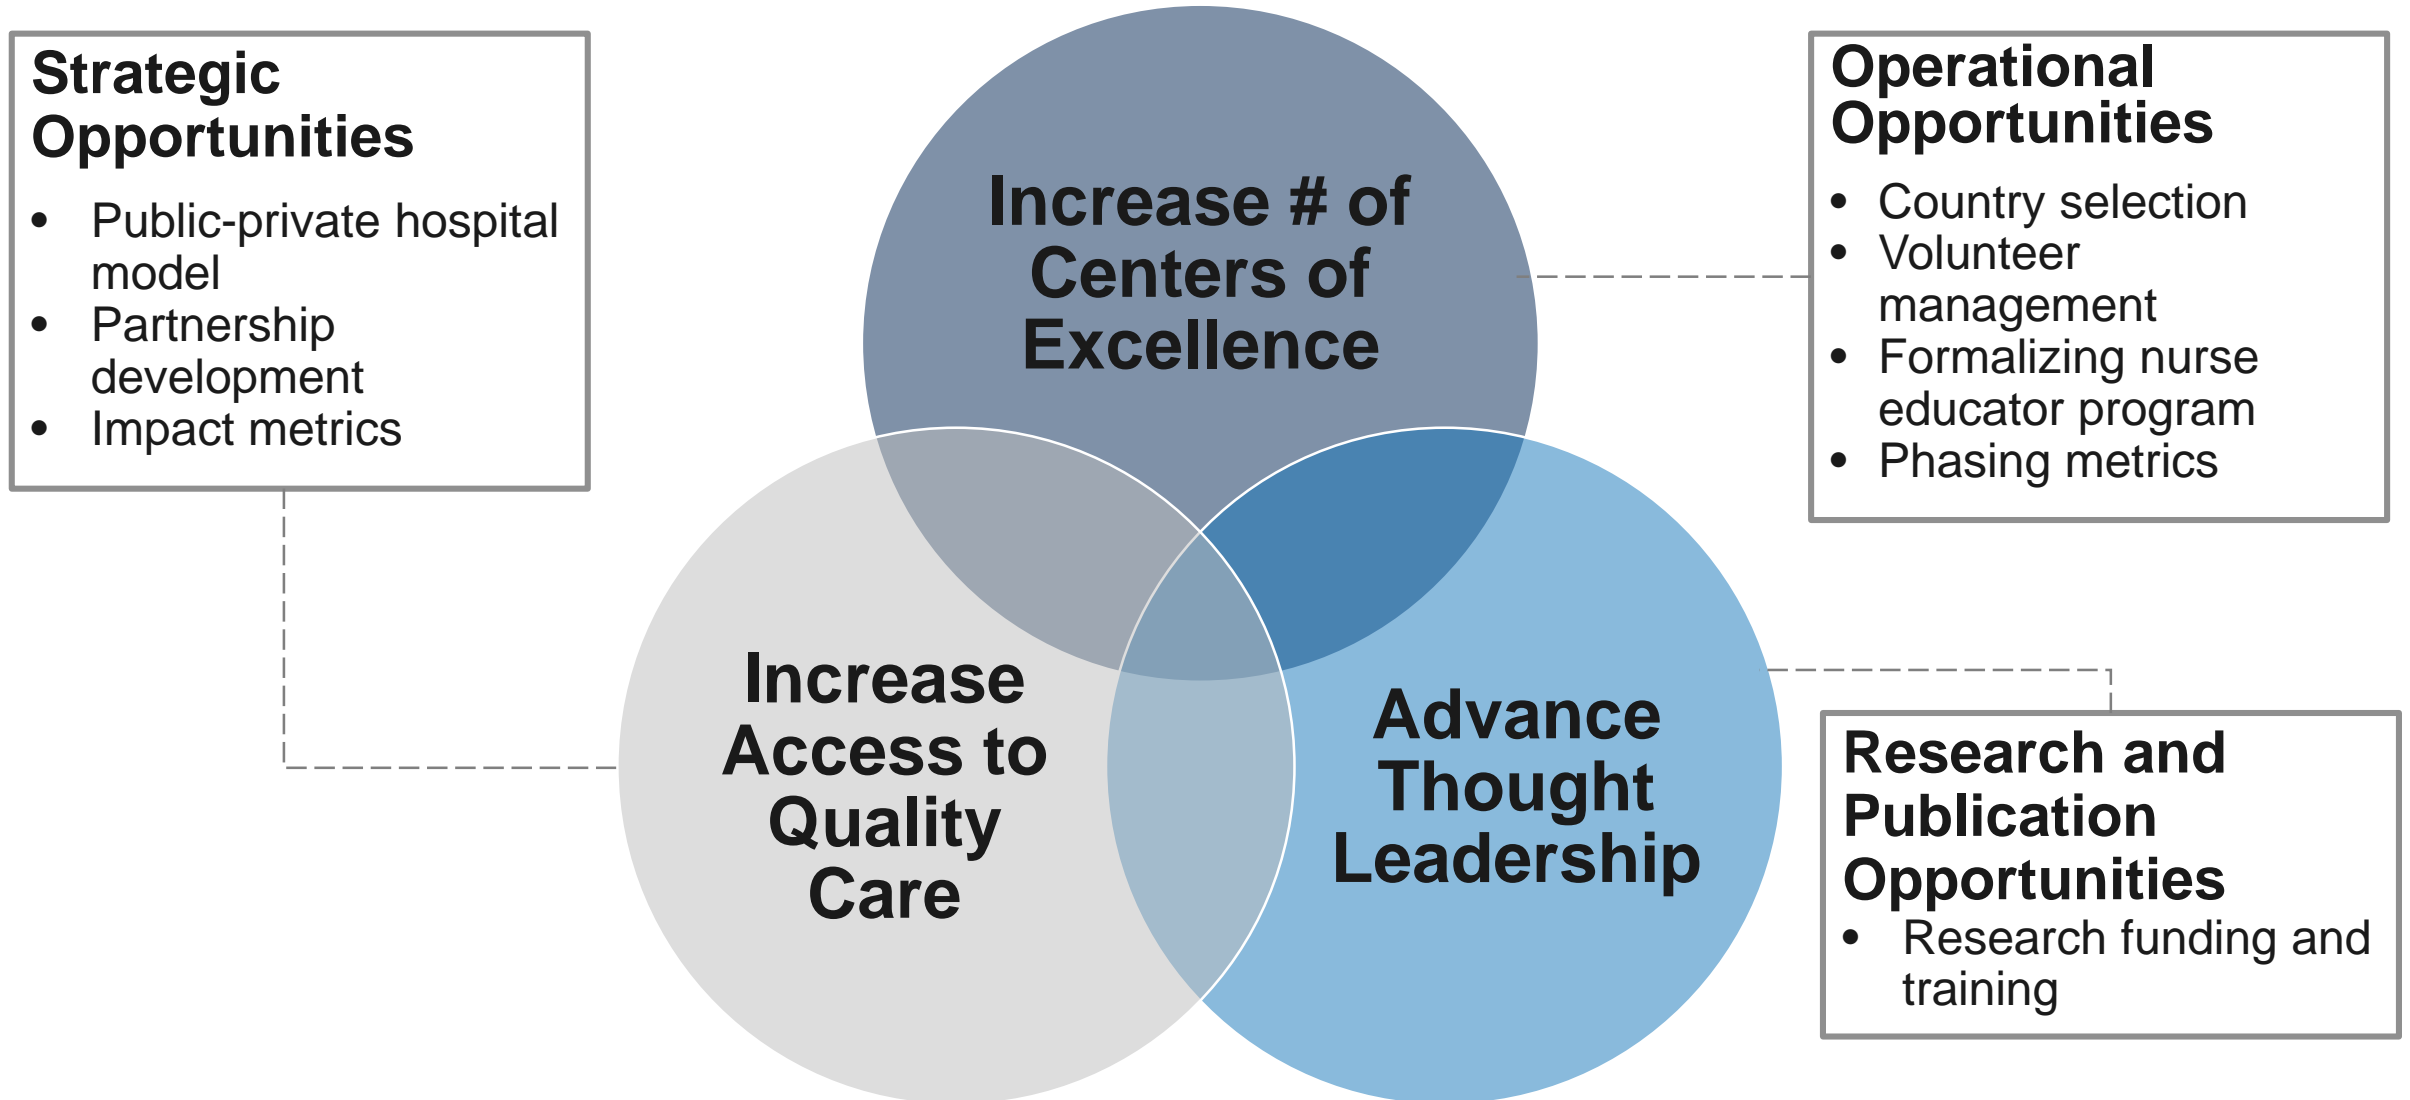 Strategic
Opportunities
• Public-private hospital
model
• Partnership
development
• Impact metrics
Increase # of
Centers of
Excellence
Operational
Opportunities
• Country selection
• Volunteer
management
• Formalizing nurse
educator program
• Phasing metrics
Increase
Access to
Quality
Care
Advance
Thought
Leadership
Research and
Publication
Opportunities
• Research funding and
training